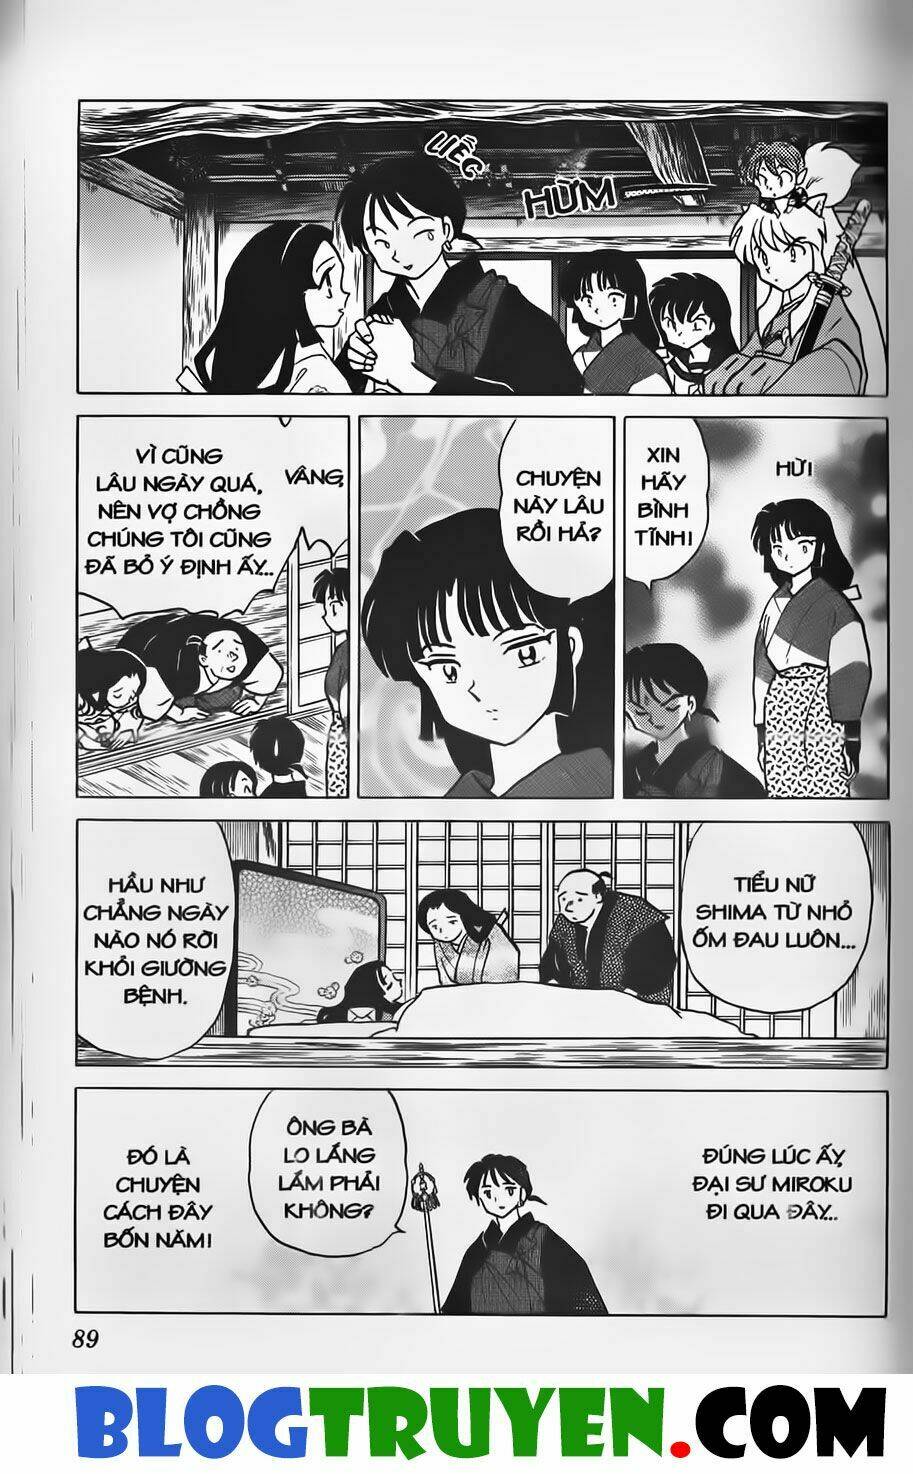 LIẾC
HỪM
HỪ!
XIN
HÃY
BÌNH
TĨNH!
CHUYỆN
NÀY LÂU
RỒI HẢ?
VÂNG,
VÌ CŨNG
LÂU NGÀY QUÁ,
NÊN VỢ CHỒNG
CHÚNG TÔI CŨNG
ĐÃ BỎ Ý ĐỊNH ẤY...
TIỂU NỮ
SHIMA TỪ NHỎ
ỐM ĐAU LUÔN...
HẦU NHƯ
CHẲNG NGÀY
NÀO NÓ RỜI
KHỎI GIƯỜNG
BỆNH.
ĐÚNG LÚC ẤY,
ĐẠI SƯ MIROKU
ĐI QUA ĐÂY...
ÔNG BÀ
LO LẮNG
LẮM PHẢI
KHÔNG?
ĐÓ LÀ
CHUYỆN
CÁCH ĐÂY
BỐN NĂM!
89
BLOGTRUYEN.COM